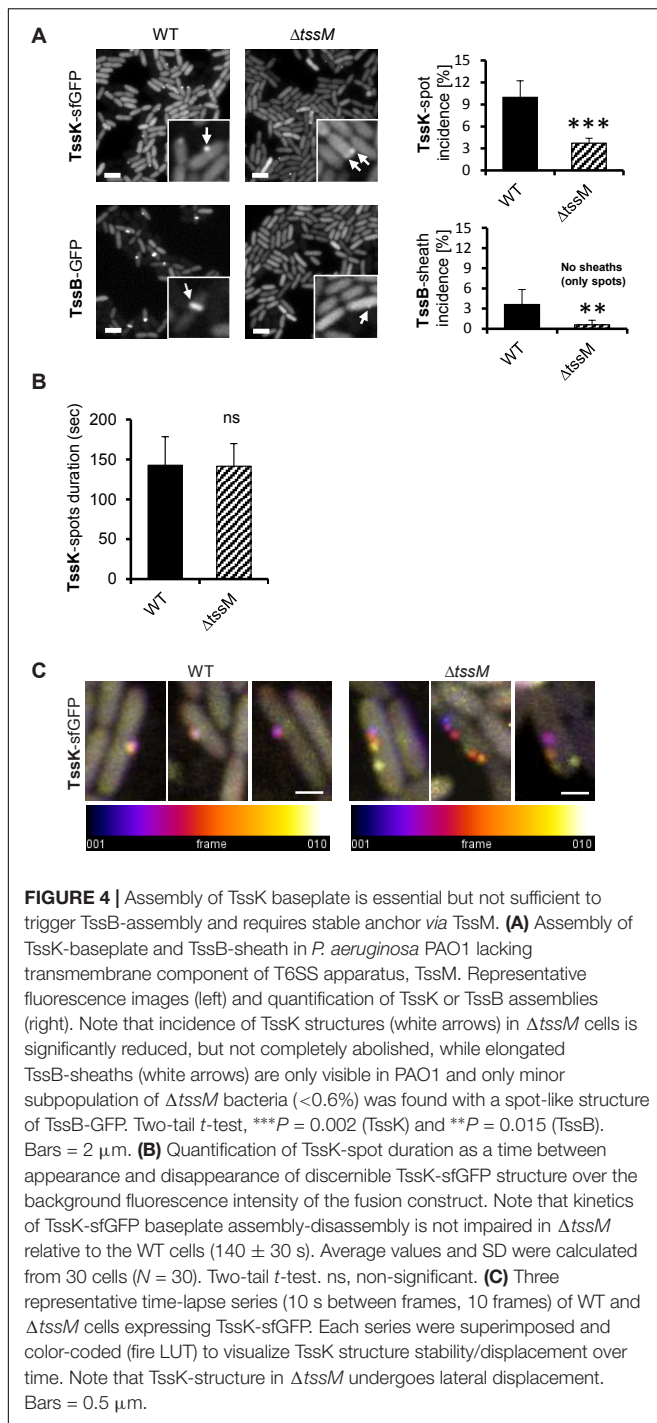 A
WT
ΔtssM
TssK-sfGFP
TssB-GFP
TssK-spot
incidence [%]
15
12
9
6
3
0
***
WT
ΔtssM
TssB-sheath
incidence [%]
15
12
9
6
3
0
No sheaths
(only spots)
**
WT
ΔtssM
B
TssK-spots duration (sec)
200
150
100
50
0
ns
WT
ΔtssM
C
WT
ΔtssM
TssK-sfGFP
001 frame 010
001 frame 010
FIGURE 4 | Assembly of TssK baseplate is essential but not sufficient to
trigger TssB-assembly and requires stable anchor via TssM. (A) Assembly of
TssK-baseplate and TssB-sheath in P. aeruginosa PAO1 lacking
transmembrane component of T6SS apparatus, TssM. Representative
fluorescence images (left) and quantification of TssK or TssB assemblies
(right). Note that incidence of TssK structures (white arrows) in ΔtssM cells is
significantly reduced, but not completely abolished, while elongated
TssB-sheaths (white arrows) are only visible in PAO1 and only minor
subpopulation of ΔtssM bacteria (<0.6%) was found with a spot-like structure
of TssB-GFP. Two-tail t-test, ***P = 0.002 (TssK) and **P = 0.015 (TssB).
Bars = 2 μm. (B) Quantification of TssK-spot duration as a time between
appearance and disappearance of discernible TssK-sfGFP structure over the
background fluorescence intensity of the fusion construct. Note that kinetics
of TssK-sfGFP baseplate assembly-disassembly is not impaired in ΔtssM
relative to the WT cells (140 ± 30 s). Average values and SD were calculated
from 30 cells (N = 30). Two-tail t-test. ns, non-significant. (C) Three
representative time-lapse series (10 s between frames, 10 frames) of WT and
ΔtssM cells expressing TssK-sfGFP. Each series were superimposed and
color-coded (fire LUT) to visualize TssK structure stability/displacement over
time. Note that TssK-structure in ΔtssM undergoes lateral displacement.
Bars = 0.5 μm.